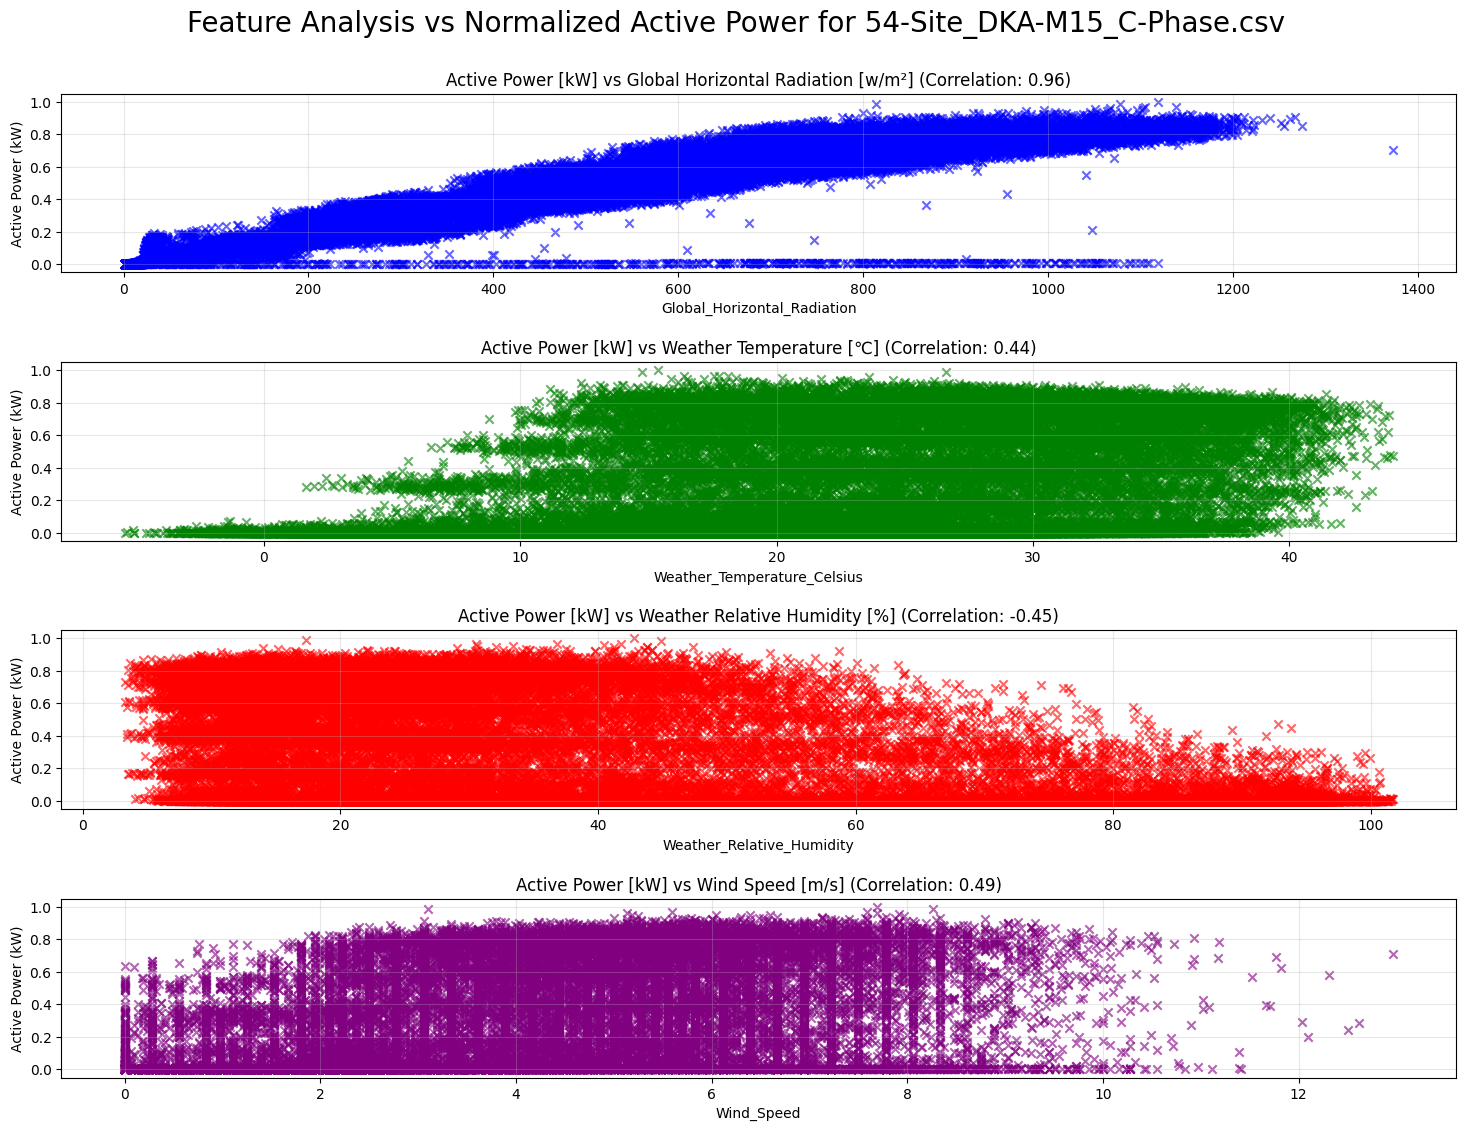 Feature Analysis vs Normalized Active Power for 54-Site_DKA-M15_C-Phase.csv
Active Power [kW] vs Global Horizontal Radiation [w/m²] (Correlation: 0.96)
Active Power (kW)
1.0
0.8
0.6
0.4
0.2
0.0
0 200 400 600 800 1000 1200 1400
Global_Horizontal_Radiation
Active Power [kW] vs Weather Temperature [℃] (Correlation: 0.44)
Active Power (kW)
1.0
0.8
0.6
0.4
0.2
0.0
0 10 20 30 40
Weather_Temperature_Celsius
Active Power [kW] vs Weather Relative Humidity [%] (Correlation: -0.45)
Active Power (kW)
1.0
0.8
0.6
0.4
0.2
0.0
0 20 40 60 80 100
Weather_Relative_Humidity
Active Power [kW] vs Wind Speed [m/s] (Correlation: 0.49)
Active Power (kW)
1.0
0.8
0.6
0.4
0.2
0.0
0 2 4 6 8 10 12
Wind_Speed